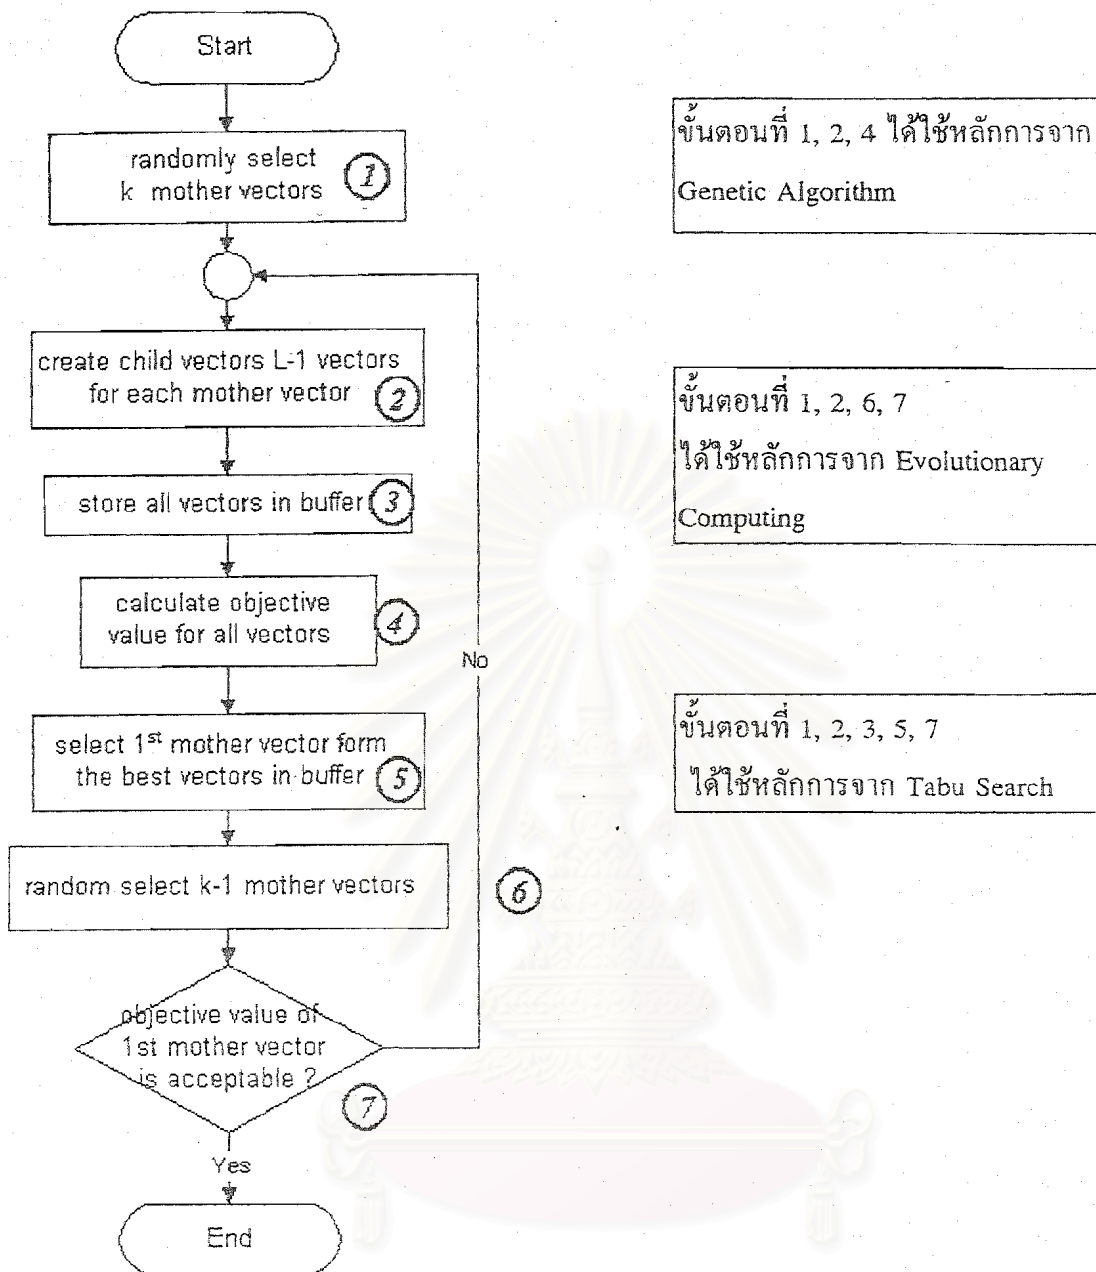 Start
randomly select
k mother vectors
1
create child vectors L-1 vectors
for each mother vector
2
store all vectors in buffer
3
calculate objective
value for all vectors
4
select 1st mother vector form
the best vectors in buffer
5
random select k-1 mother vectors
6
objective value of
1st mother vector
is acceptable ?
7
No
Yes
End
ขั้นตอนที่ 1, 2, 4 ได้ใช้หลักการจาก
Genetic Algorithm
ขั้นตอนที่ 1, 2, 6, 7
ได้ใช้หลักการจาก Evolutionary
Computing
ขั้นตอนที่ 1, 2, 3, 5, 7
ได้ใช้หลักการจาก Tabu Search